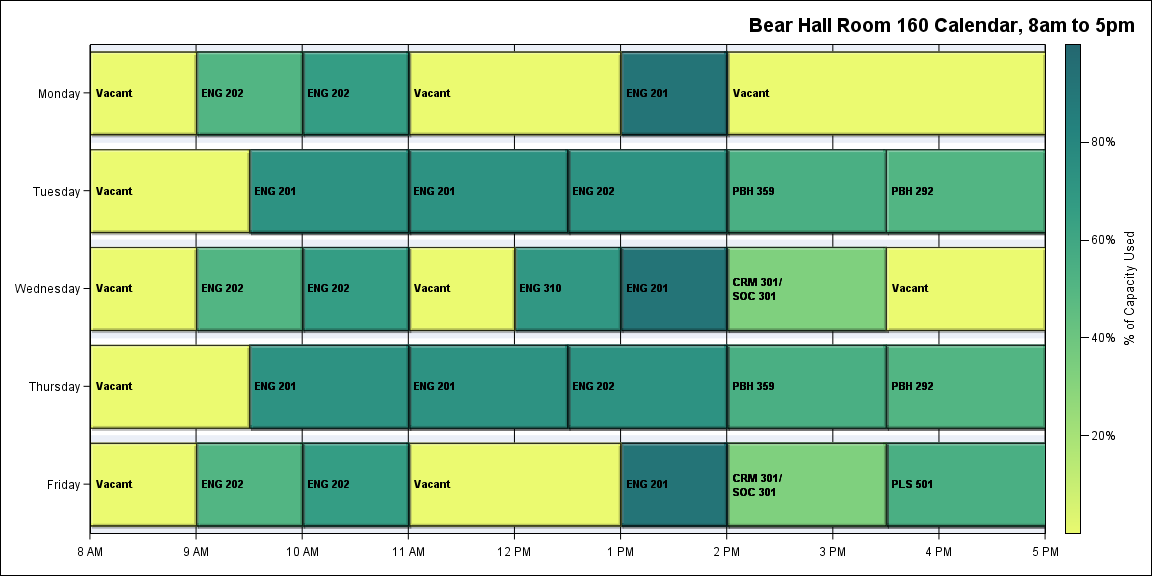 Bear Hall Room 160 Calendar, 8am to 5pm
Monday
Vacant
ENG 202
ENG 202
Vacant
ENG 201
Vacant
Tuesday
Vacant
ENG 201
ENG 201
ENG 202
PBH 359
PBH 292
Wednesday
Vacant
ENG 202
ENG 202
Vacant
ENG 310
ENG 201
CRM 301/
SOC 301
Vacant
Thursday
Vacant
ENG 201
ENG 201
ENG 202
PBH 359
PBH 292
Friday
Vacant
ENG 202
ENG 202
Vacant
ENG 201
CRM 301/
SOC 301
PLS 501
8 AM
9 AM
10 AM
11 AM
12 PM
1 PM
2 PM
3 PM
4 PM
5 PM
80%
60%
40%
20%
% of Capacity Used